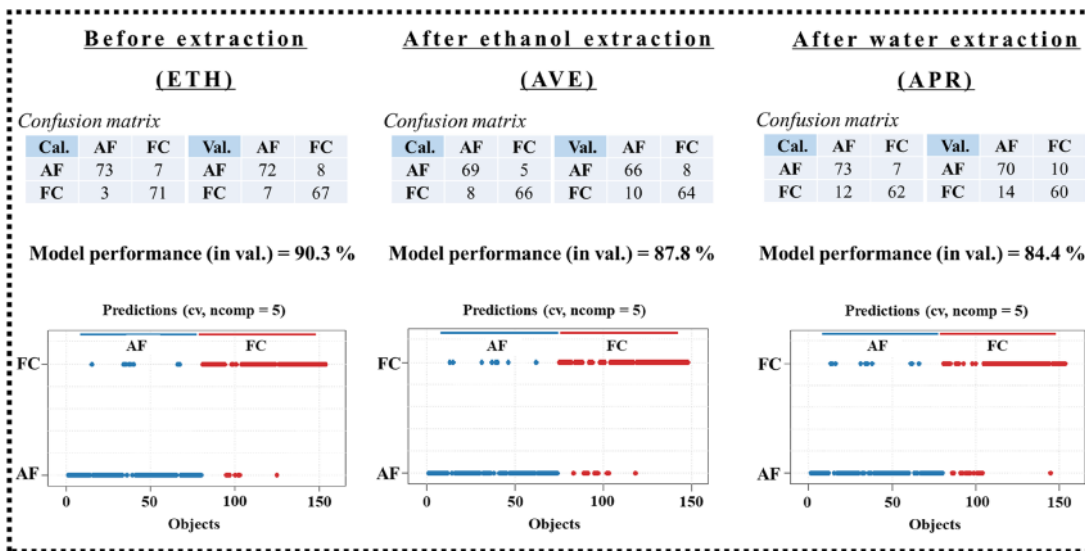 Before extraction
(ETH)
Confusion matrix
Cal. AF FC Val. AF FC
AF 73 7 AF 72 8
FC 3 71 FC 7 67
Model performance (in val.) = 90.3 %
Predictions (cv, ncomp = 5)
AF FC
FC
AF
0 50 100 150
Objects
After ethanol extraction
(AVE)
Confusion matrix
Cal. AF FC Val. AF FC
AF 69 5 AF 66 8
FC 8 66 FC 10 64
Model performance (in val.) = 87.8 %
Predictions (cv, ncomp = 5)
AF FC
FC
AF
0 50 100 150
Objects
After water extraction
(APR)
Confusion matrix
Cal. AF FC Val. AF FC
AF 73 7 AF 70 10
FC 12 62 FC 14 60
Model performance (in val.) = 84.4 %
Predictions (cv, ncomp = 5)
AF FC
FC
AF
0 50 100 150
Objects